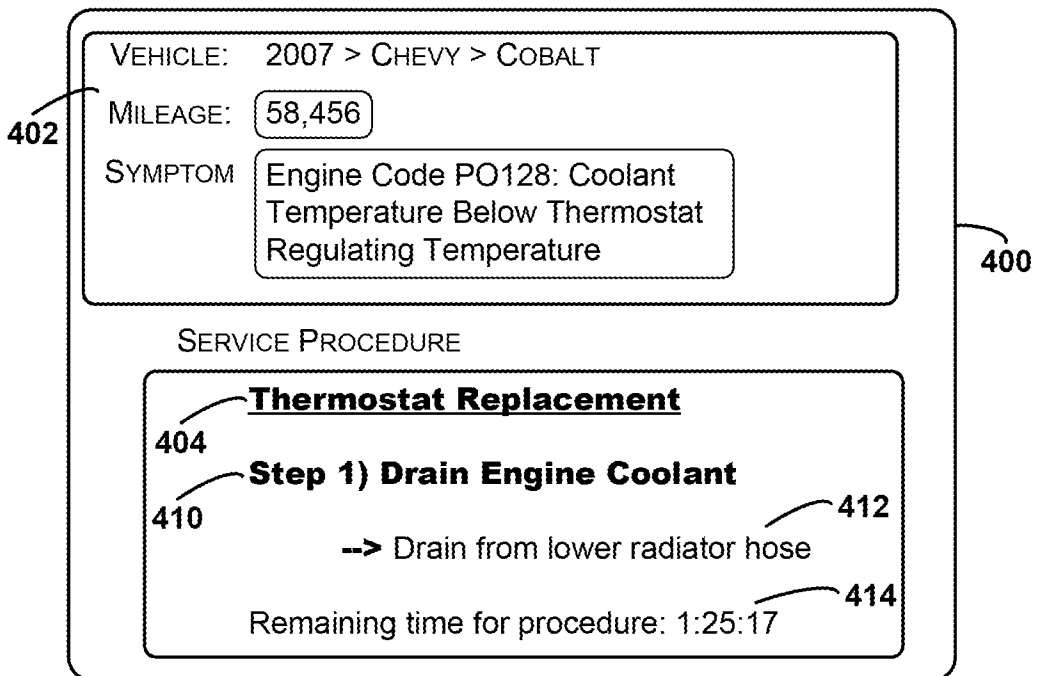 VEHICLE: 2007 > CHEVY > COBALT
MILEAGE: 58,456
402
SYMPTOM Engine Code PO128: Coolant
Temperature Below Thermostat
Regulating Temperature
400
SERVICE PROCEDURE
Thermostat Replacement
404
Step 1) Drain Engine Coolant
410
412
--> Drain from lower radiator hose
414
Remaining time for procedure: 1:25:17